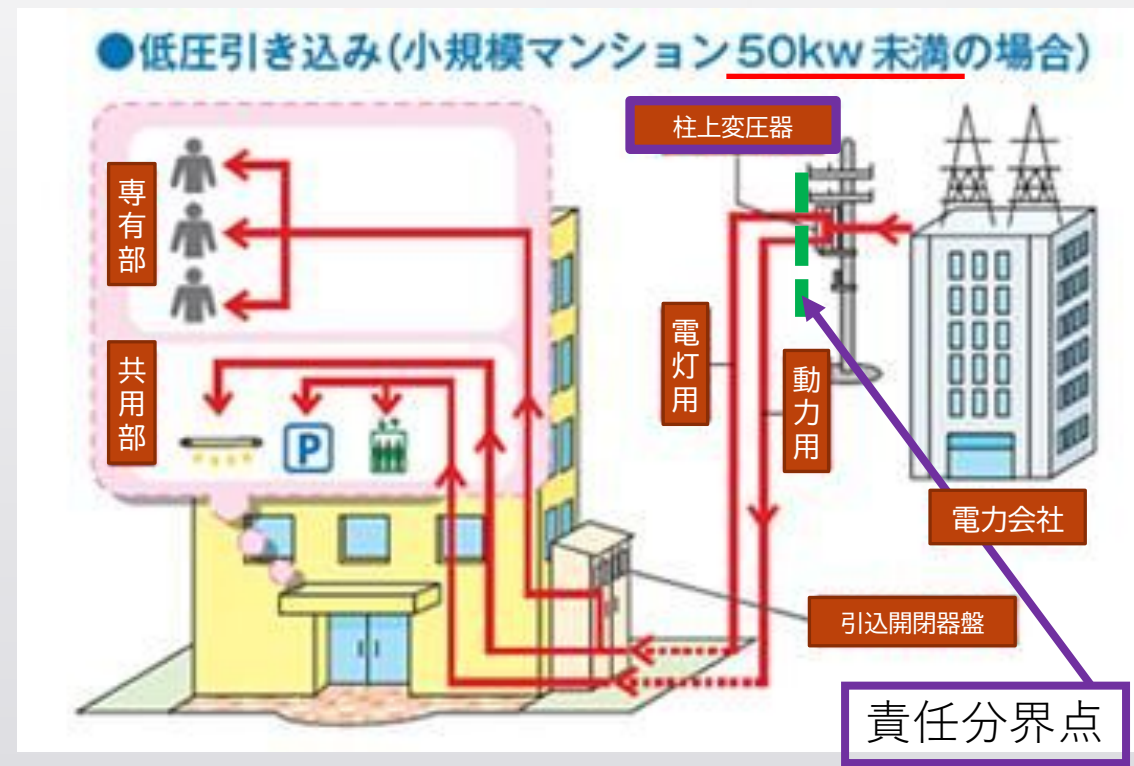 ●低圧引き込み(小規模マンション50kw未満の場合)
柱上変圧器
専有部
共用部
P
電灯用
動力用
電力会社
引込開閉器盤
責任分界点